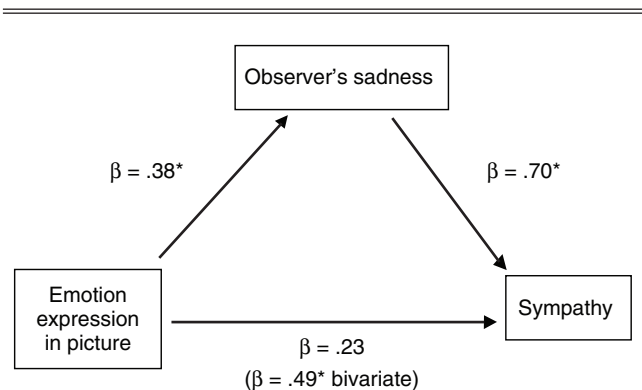 Observer's sadness
β = .38*
β = .70*
Emotion
expression
in picture
Sympathy
β = .23
(β = .49* bivariate)